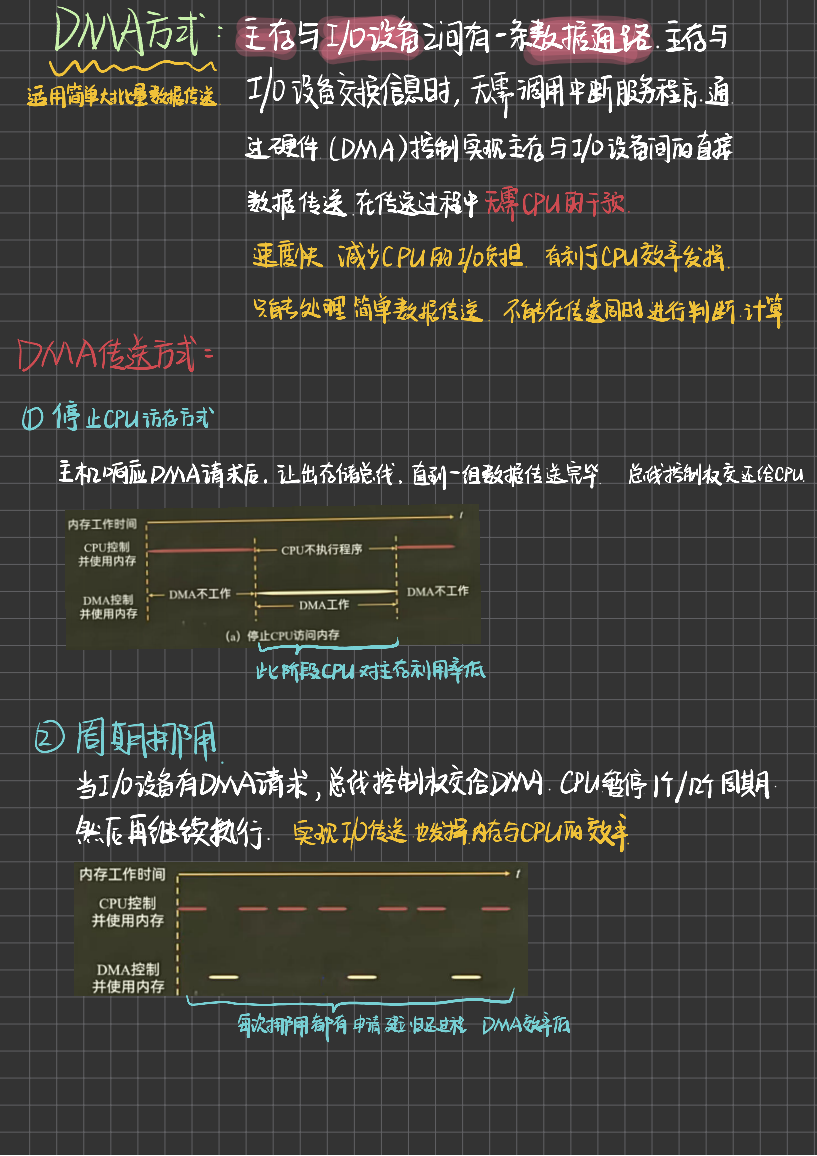 DMA方式: 主存与I/O设备之间有一条数据通路.主存与
适用简单大批量数据传送
I/O设备交换信息时,无需调用中断服务程序.通
过硬件(DMA)控制实现主存与I/O设备间的直接
数据传送.在传送过程中无需CPU的干预.
速度快 减少CPU的I/O负担 有利于CPU效率发挥.
只能处理简单数据传送 不能在传送同时进行判断.计算
DMA传送方式:
① 停止CPU访存方式
主机响应DMA请求后,让出存储总线,直到一组数据传送完毕. 总线控制权交还给CPU
内存工作时间
t
CPU控制
并使用内存
CPU不执行程序
DMA控制
并使用内存
DMA不工作
DMA工作
DMA不工作
(a)停止CPU访问内存
此阶段CPU对主存利用率低
② 周期挪用
当I/O设备有DMA请求,总线控制权交给DMA. CPU暂停1个/几个周期.
然后再继续执行. 实现I/O传送 也发挥内存与CPU的效率
内存工作时间
t
CPU控制
并使用内存
DMA控制
并使用内存
每次挪用都有申请 归还过程 DMA效率低